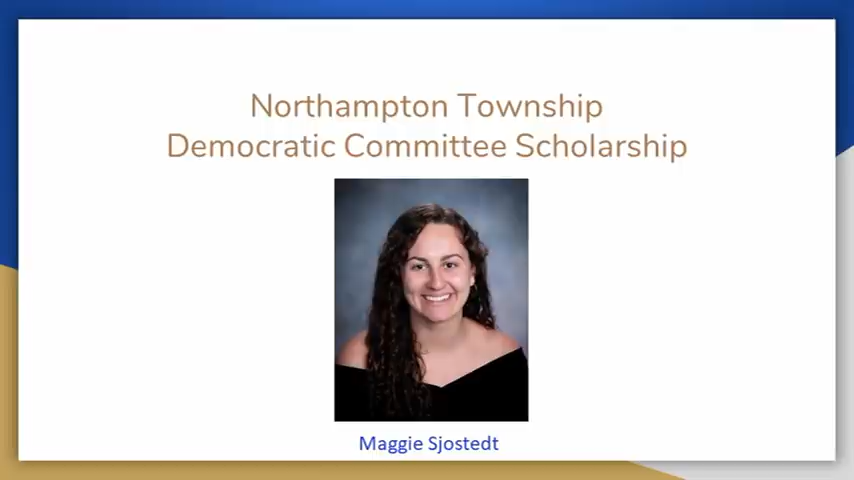 Northampton Township
Democratic Committee Scholarship
Maggie Sjostedt